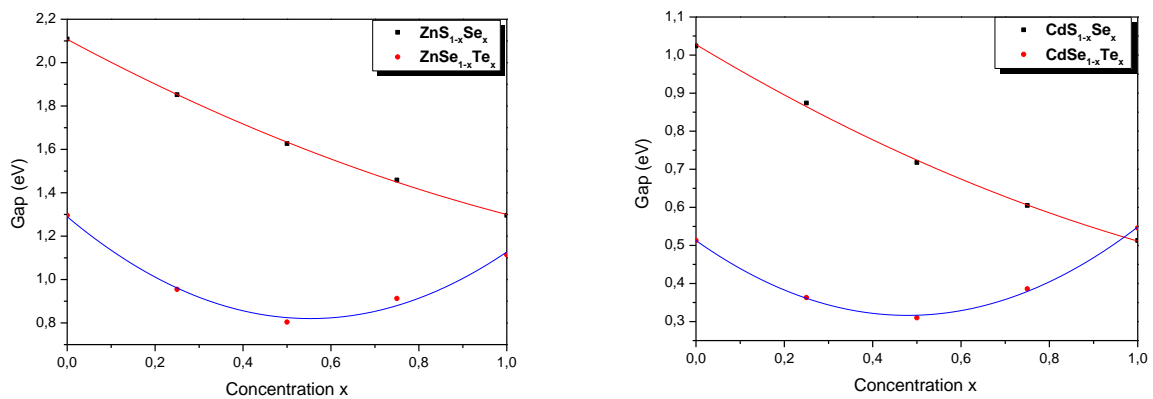 2,2
2,0
1,8
1,6
1,4
1,2
1,0
0,8
Gap (eV)
0,0 0,2 0,4 0,6 0,8 1,0
Concentration x
ZnS1-xSex
ZnSe1-xTex
1,1
1,0
0,9
0,8
0,7
0,6
0,5
0,4
0,3
Gap (eV)
0,0 0,2 0,4 0,6 0,8 1,0
Concentration x
CdS1-xSex
CdSe1-xTex